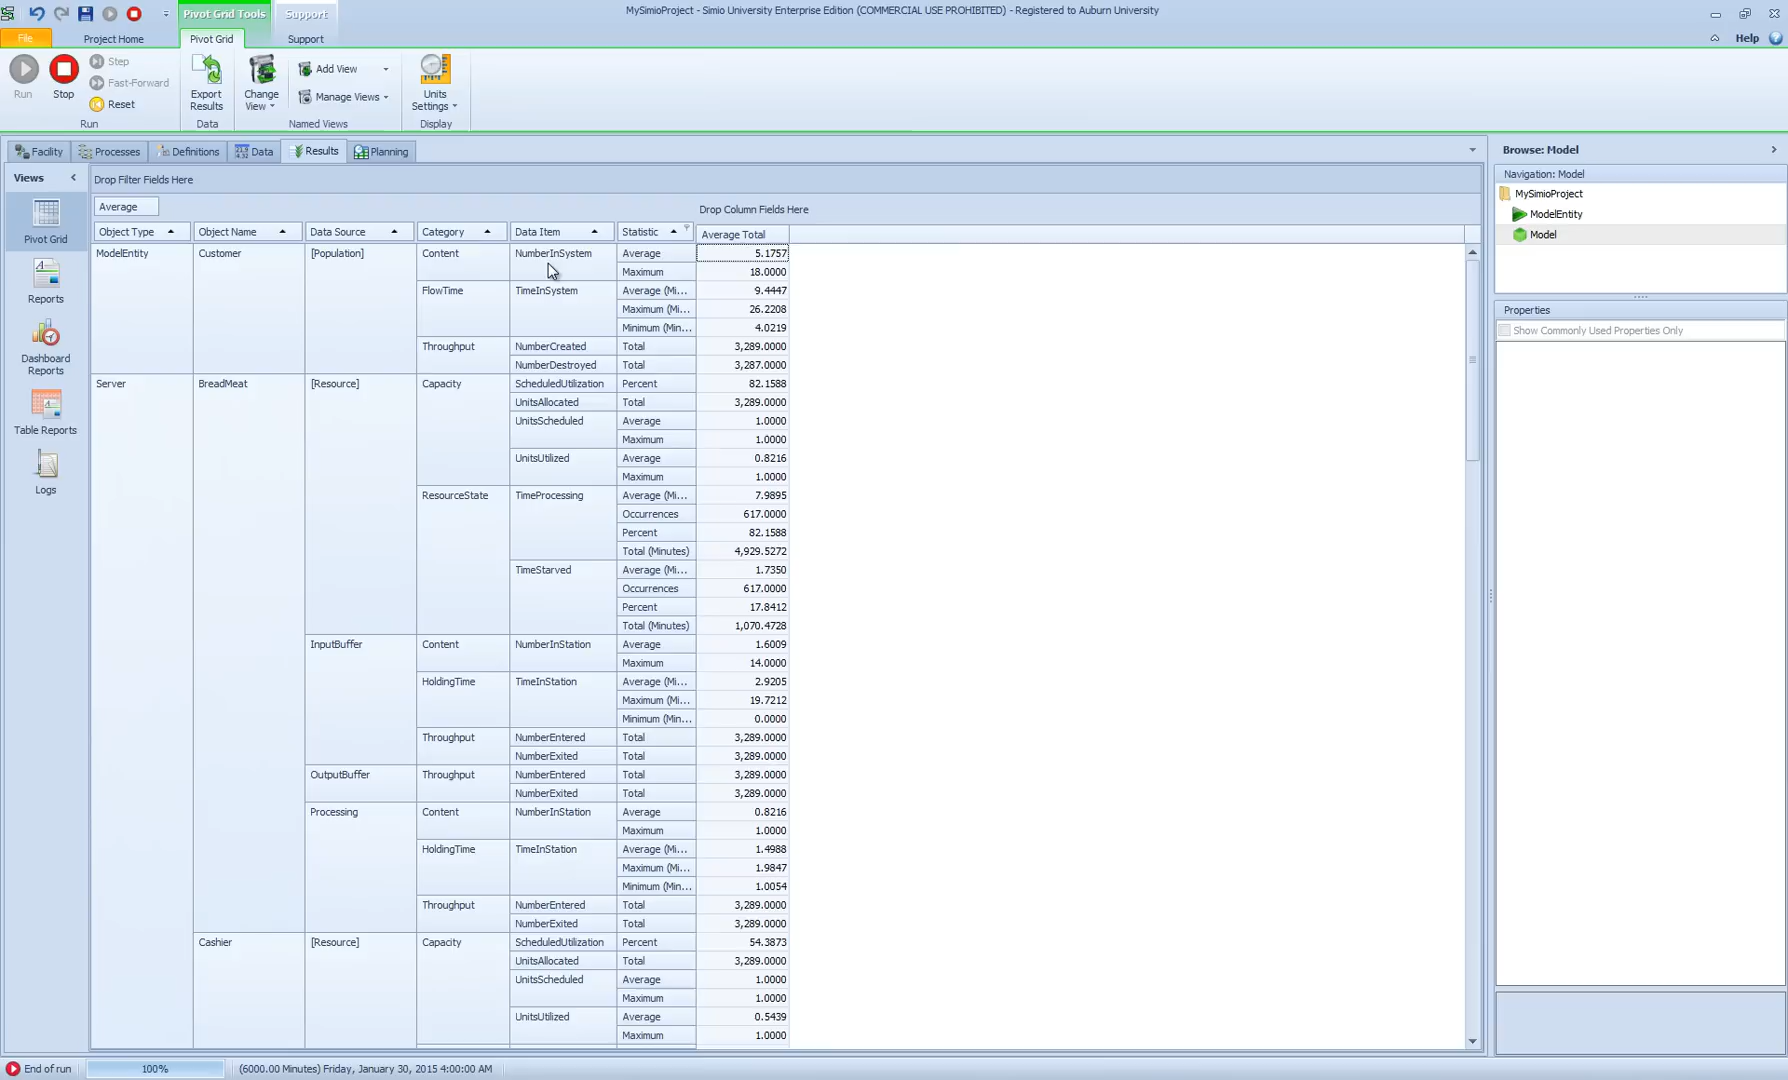 MySimioProject - Simio University Enterprise Edition (COMMERCIAL USE PROHIBITED) - Registered to Auburn University
Pivot Grid Tools Support
File Project Home Pivot Grid Support Help
Run
Stop
Step
Fast-Forward
Reset
Run
Export Results
Data
Change View
Add View
Manage Views
Named Views
Units Settings
Display
Facility Processes Definitions Data Results Planning
Views
Pivot Grid
Reports
Dashboard Reports
Table Reports
Logs
Drop Filter Fields Here
Average
Drop Column Fields Here
Object Type Object Name Data Source Category Data Item Statistic Average Total
ModelEntity Customer [Population] Content NumberInSystem Average 5.1757
Maximum 18.0000
FlowTime TimeInSystem Average (Mi... 9.4447
Maximum (Mi... 26.2208
Minimum (Min... 4.0219
Throughput NumberCreated Total 3,289.0000
NumberDestroyed Total 3,287.0000
Server BreadMeat [Resource] Capacity ScheduledUtilization Percent 82.1588
UnitsAllocated Total 3,289.0000
UnitsScheduled Average 1.0000
Maximum 1.0000
UnitsUtilized Average 0.8216
Maximum 1.0000
ResourceState TimeProcessing Average (Mi... 7.9895
Occurrences 617.0000
Percent 82.1588
Total (Minutes) 4,929.5272
TimeStarved Average (Mi... 1.7350
Occurrences 617.0000
Percent 17.8412
Total (Minutes) 1,070.4728
InputBuffer Content NumberInStation Average 1.6009
Maximum 14.0000
HoldingTime TimeInStation Average (Mi... 2.9205
Maximum (Mi... 19.7212
Minimum (Min... 0.0000
Throughput NumberEntered Total 3,289.0000
NumberExited Total 3,289.0000
OutputBuffer Throughput NumberEntered Total 3,289.0000
NumberExited Total 3,289.0000
Processing Content NumberInStation Average 0.8216
Maximum 1.0000
HoldingTime TimeInStation Average (Mi... 1.4988
Maximum (Mi... 1.9847
Minimum (Min... 1.0054
Throughput NumberEntered Total 3,289.0000
NumberExited Total 3,289.0000
Cashier [Resource] Capacity ScheduledUtilization Percent 54.3873
UnitsAllocated Total 3,289.0000
UnitsScheduled Average 1.0000
Maximum 1.0000
UnitsUtilized Average 0.5439
Maximum 1.0000
Browse: Model
Navigation: Model
MySimioProject
ModelEntity
Model
Properties
Show Commonly Used Properties Only
End of run 100% (6000.00 Minutes) Friday, January 30, 2015 4:00:00 AM